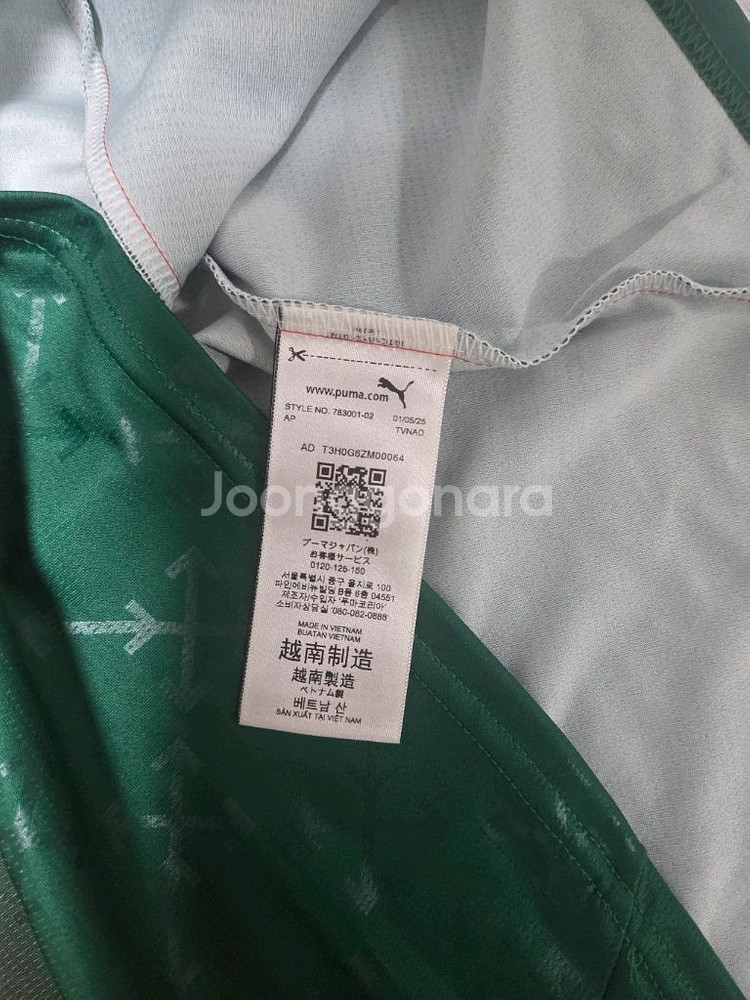 www.puma.com
STYLE NO. 783001-02 01/05/25
AP TVNAO
AD T3H0G6ZM00064
Joonggonara
プーマジャパン(株)
お客様サービス
0120-125-150
서울특별시 중구 을지로 100
파인에비뉴빌딩 B동 6층 04551
제조자/수입자 '푸마코리아'
소비자상담실 '080-082-0888'
MADE IN VIETNAM
BUATAN VIETNAM
越南制造
越南製造
ベトナム製
베트남 산
SẢN XUẤT TẠI VIỆT NAM